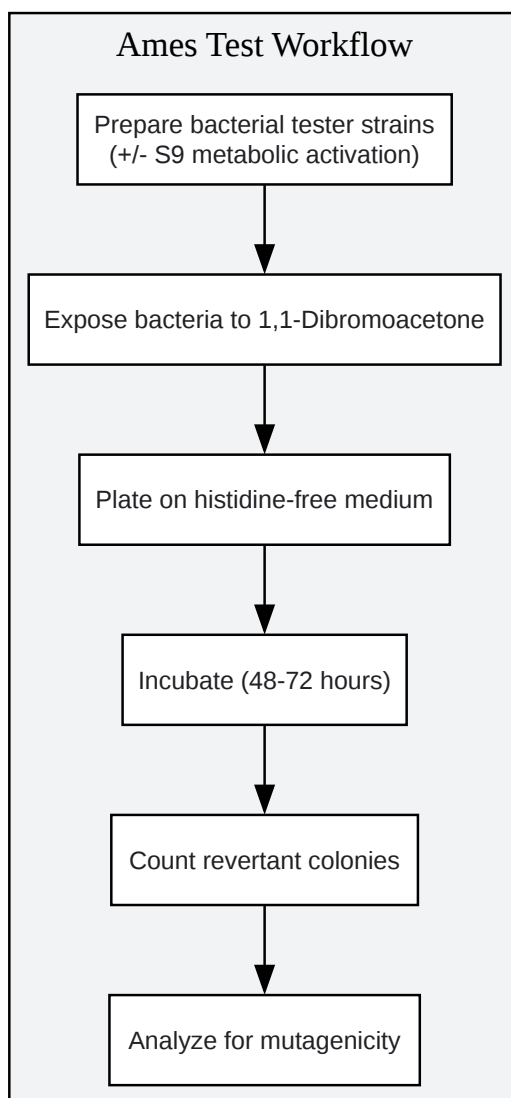 Ames Test Workflow
Prepare bacterial tester strains
(+/- S9 metabolic activation)
Expose bacteria to 1,1-Dibromoacetone
Plate on histidine-free medium
Incubate (48-72 hours)
Count revertant colonies
Analyze for mutagenicity